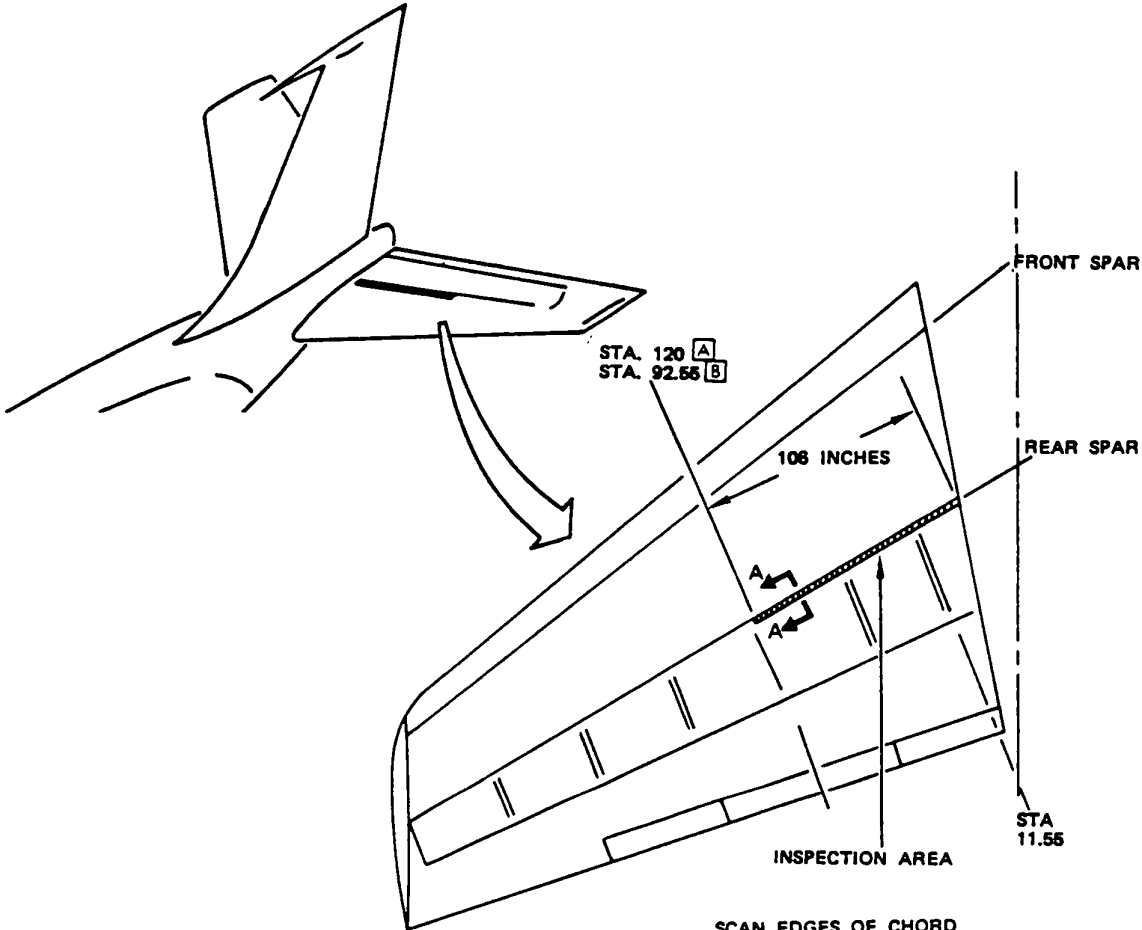 FRONT SPAR
STA. 120 A
STA. 92.55 B
REAR SPAR
106 INCHES
A
A
STA
11.55
INSPECTION AREA
SCAN EDGES OF CHORD